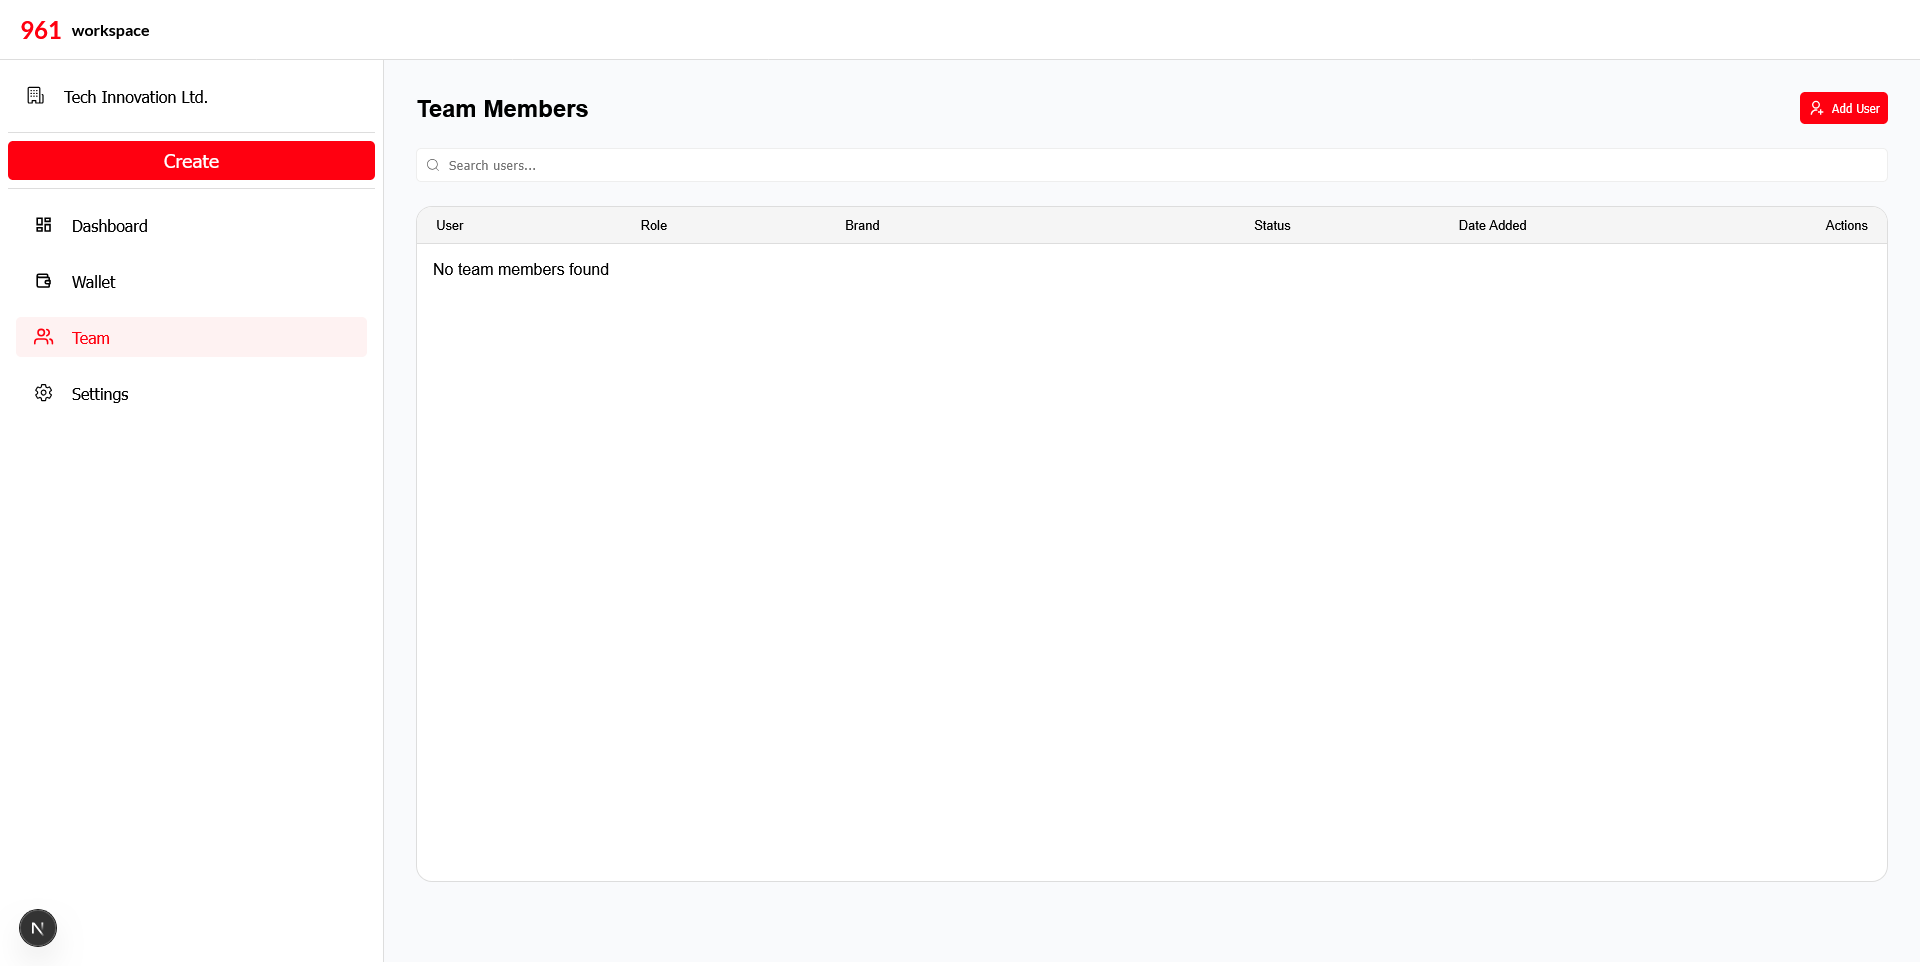 961 workspace
Tech Innovation Ltd.
Create
Dashboard
Wallet
Team
Settings
Team Members
Add User
Search users...
User Role Brand Status Date Added Actions
No team members found
N